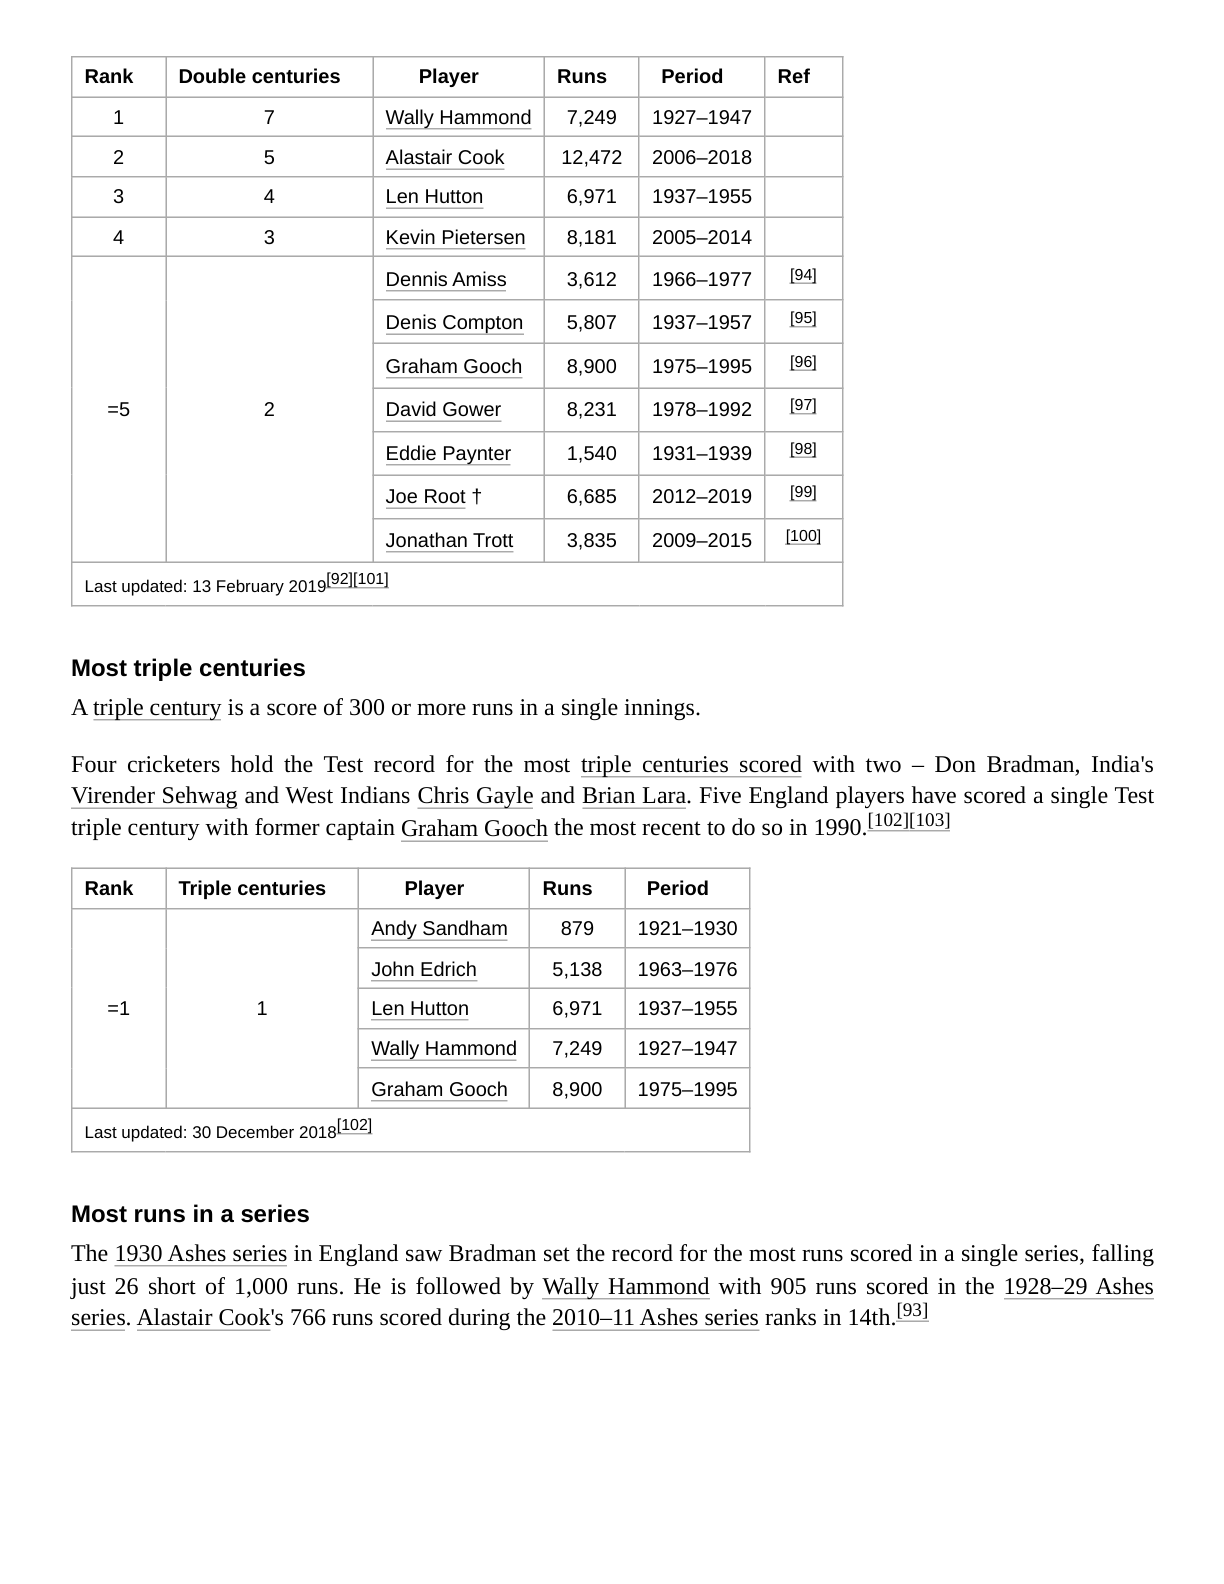 Rank Double centuries Player Runs Period Ref
1 7 Wally Hammond 7,249 1927–1947
2 5 Alastair Cook 12,472 2006–2018
3 4 Len Hutton 6,971 1937–1955
4 3 Kevin Pietersen 8,181 2005–2014
=5 2 Dennis Amiss 3,612 1966–1977 [94]
Denis Compton 5,807 1937–1957 [95]
Graham Gooch 8,900 1975–1995 [96]
David Gower 8,231 1978–1992 [97]
Eddie Paynter 1,540 1931–1939 [98]
Joe Root † 6,685 2012–2019 [99]
Jonathan Trott 3,835 2009–2015 [100]
Last updated: 13 February 2019[92][101]
Most triple centuries
A triple century is a score of 300 or more runs in a single innings.
Four cricketers hold the Test record for the most triple centuries scored with two – Don Bradman, India's
Virender Sehwag and West Indians Chris Gayle and Brian Lara. Five England players have scored a single Test
triple century with former captain Graham Gooch the most recent to do so in 1990.[102][103]
Rank Triple centuries Player Runs Period
=1 1 Andy Sandham 879 1921–1930
John Edrich 5,138 1963–1976
Len Hutton 6,971 1937–1955
Wally Hammond 7,249 1927–1947
Graham Gooch 8,900 1975–1995
Last updated: 30 December 2018[102]
Most runs in a series
The 1930 Ashes series in England saw Bradman set the record for the most runs scored in a single series, falling
just 26 short of 1,000 runs. He is followed by Wally Hammond with 905 runs scored in the 1928–29 Ashes
series. Alastair Cook's 766 runs scored during the 2010–11 Ashes series ranks in 14th.[93]